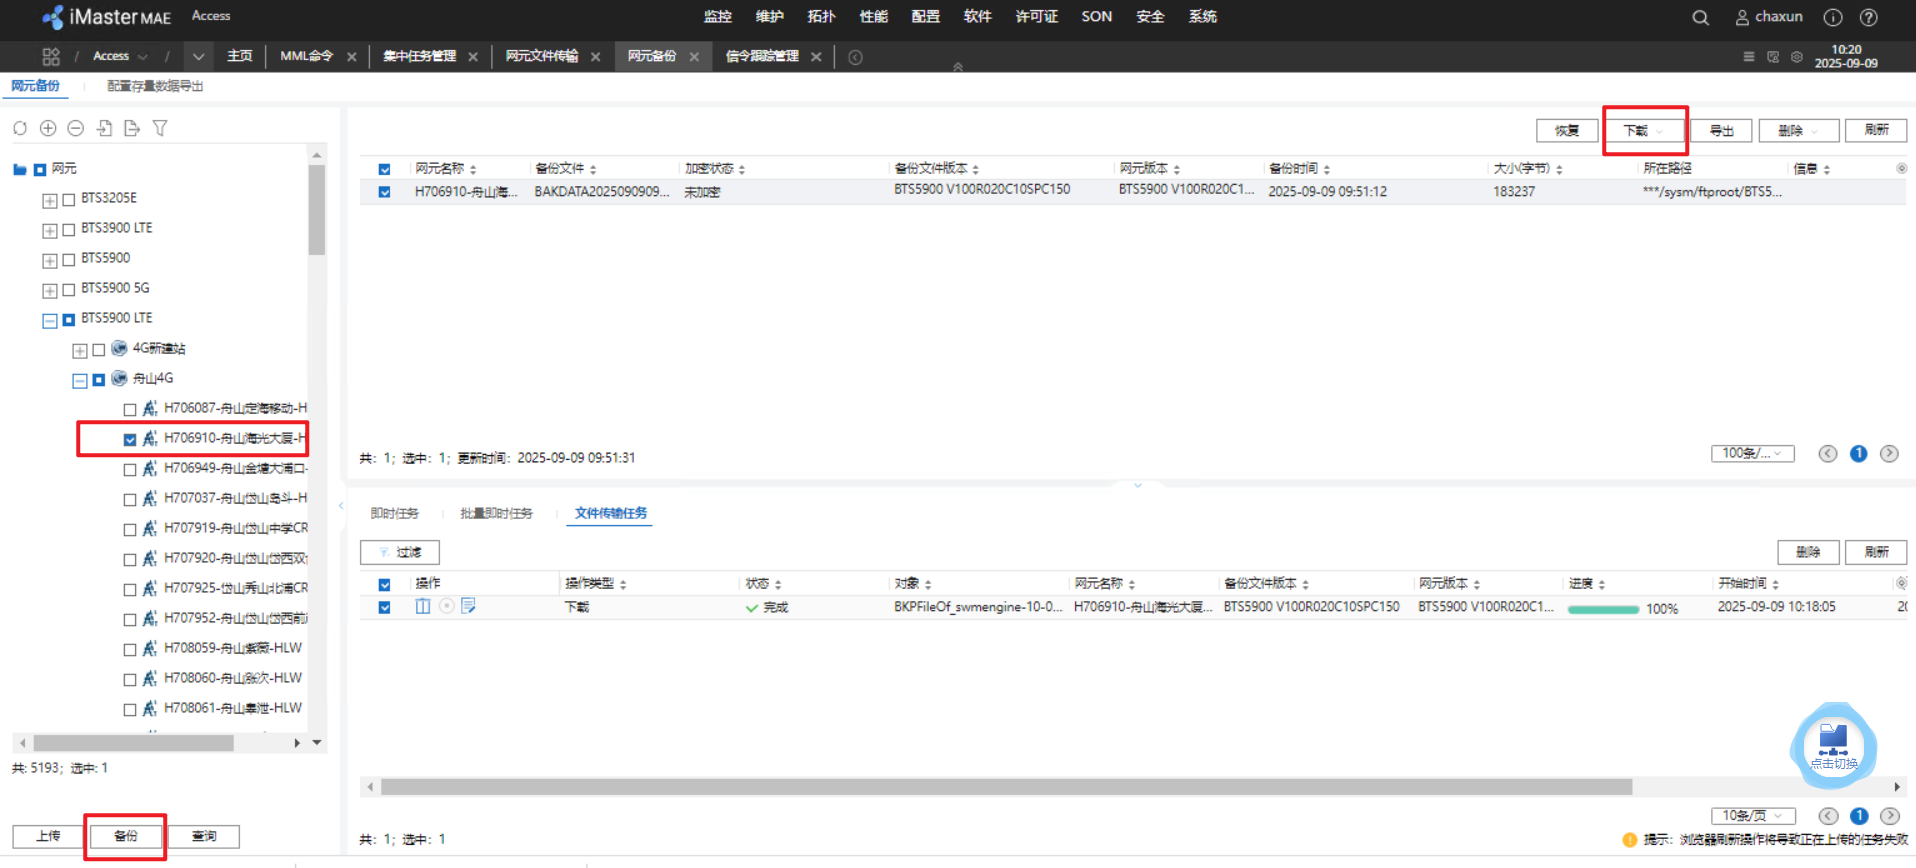 iMaster MAE Access 监控 维护 拓扑 性能 配置 软件 许可证 SON 安全 系统 chaxun
/ Access / 主页 MML命令 集中任务管理 网元文件传输 网元备份 信令跟踪管理 10:20
2025-09-09
网元备份 配置存量数据导出
恢复 下载 导出 删除 刷新
网元
BTS3205E
BTS3900 LTE
BTS5900
BTS5900 5G
BTS5900 LTE
4G新建站
舟山4G
H706087-舟山定海移动-H
H706910-舟山海光大厦-H
H706949-舟山金塘大浦口-
H707037-舟山岱山岛斗-H
H707919-舟山岱山中学CR
H707920-舟山岱山岱西双
H707925-岱山秀山北浦CR
H707952-舟山岱山岱西前
H708059-舟山紫薇-HLW
H708060-舟山涨次-HLW
H708061-舟山皋泄-HLW
共: 5193; 选中: 1
上传 备份 查询
网元名称 备份文件 加密状态 备份文件版本 网元版本 备份时间 大小(字节) 所在路径 信息
H706910-舟山海... BAKDATA2025090909... 未加密 BTS5900 V100R020C10SPC150 BTS5900 V100R020C1... 2025-09-09 09:51:12 183237 ***/sysm/ftproot/BTS5...
共: 1; 选中: 1; 更新时间: 2025-09-09 09:51:31 100条/... 1
即时任务 批量即时任务 文件传输任务
过滤 删除 刷新
操作 操作类型 状态 对象 网元名称 备份文件版本 网元版本 进度 开始时间
下载 完成 BKPFileOf_swmengine-10-0... H706910-舟山海光大厦... BTS5900 V100R020C10SPC150 BTS5900 V100R020C1... 100% 2025-09-09 10:18:05 20
点击切换
10条/页 1
共: 1; 选中: 1 提示: 浏览器刷新操作将导致正在上传的任务失败